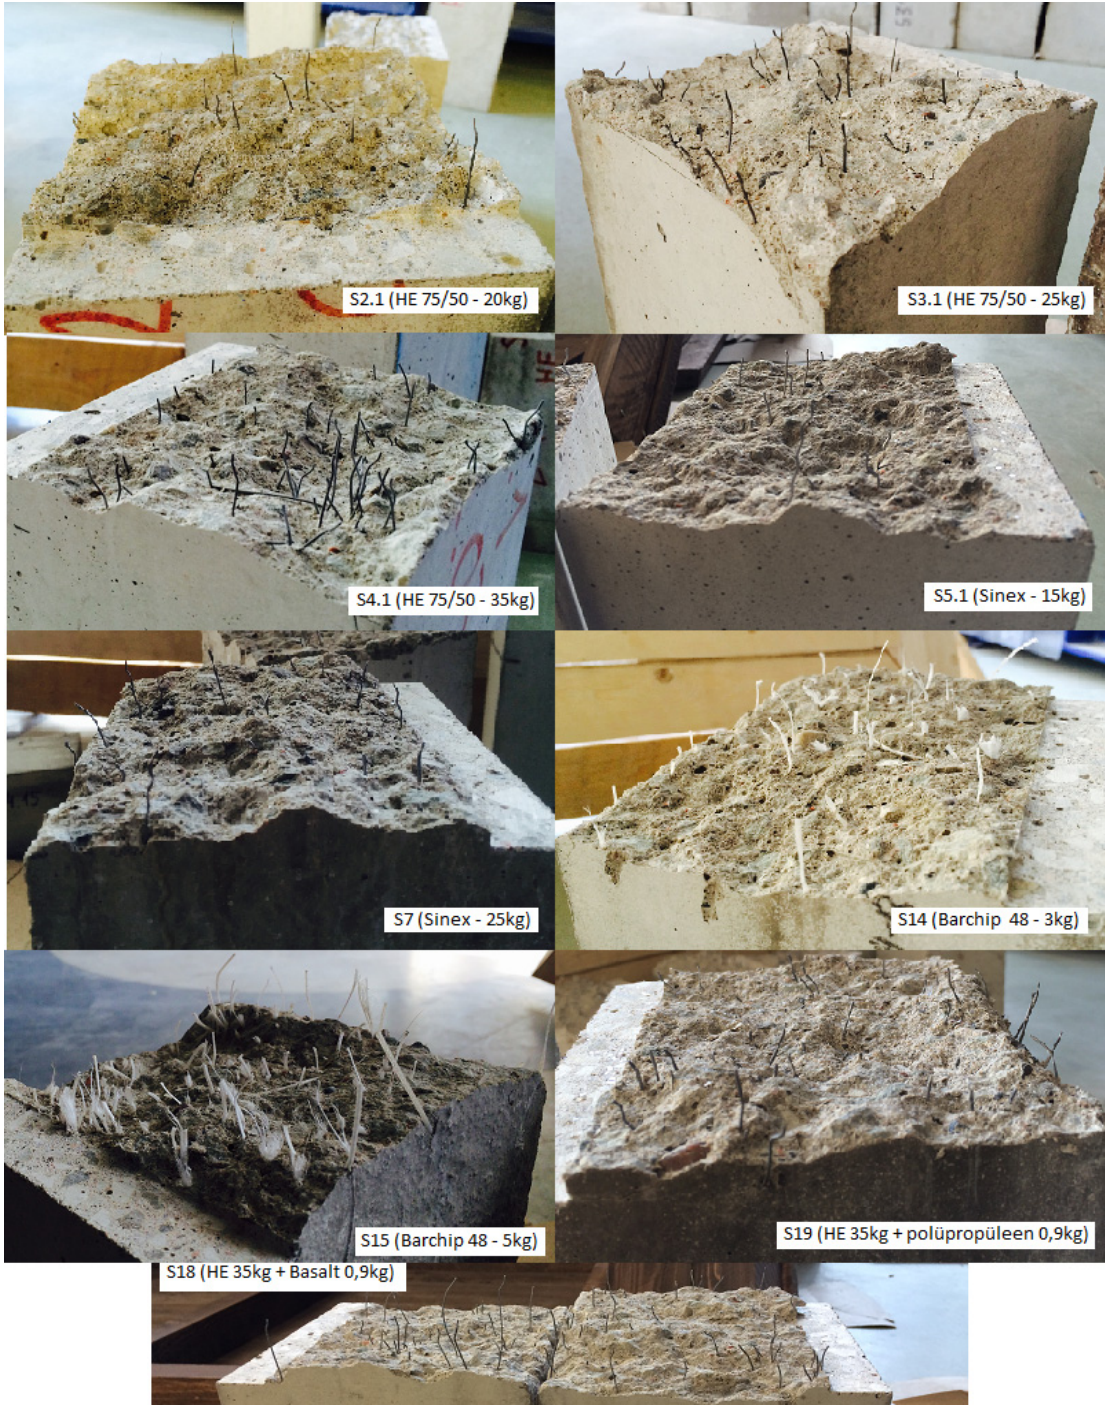 S2.1 (HE 75/50 - 20kg)
S3.1 (HE 75/50 - 25kg)
S4.1 (HE 75/50 - 35kg)
S5.1 (Sinex - 15kg)
S7 (Sinex - 25kg)
S14 (Barchip 48 - 3kg)
S15 (Barchip 48 - 5kg)
S19 (HE 35kg + polüpropüleen 0,9kg)
S18 (HE 35kg + Basalt 0,9kg)